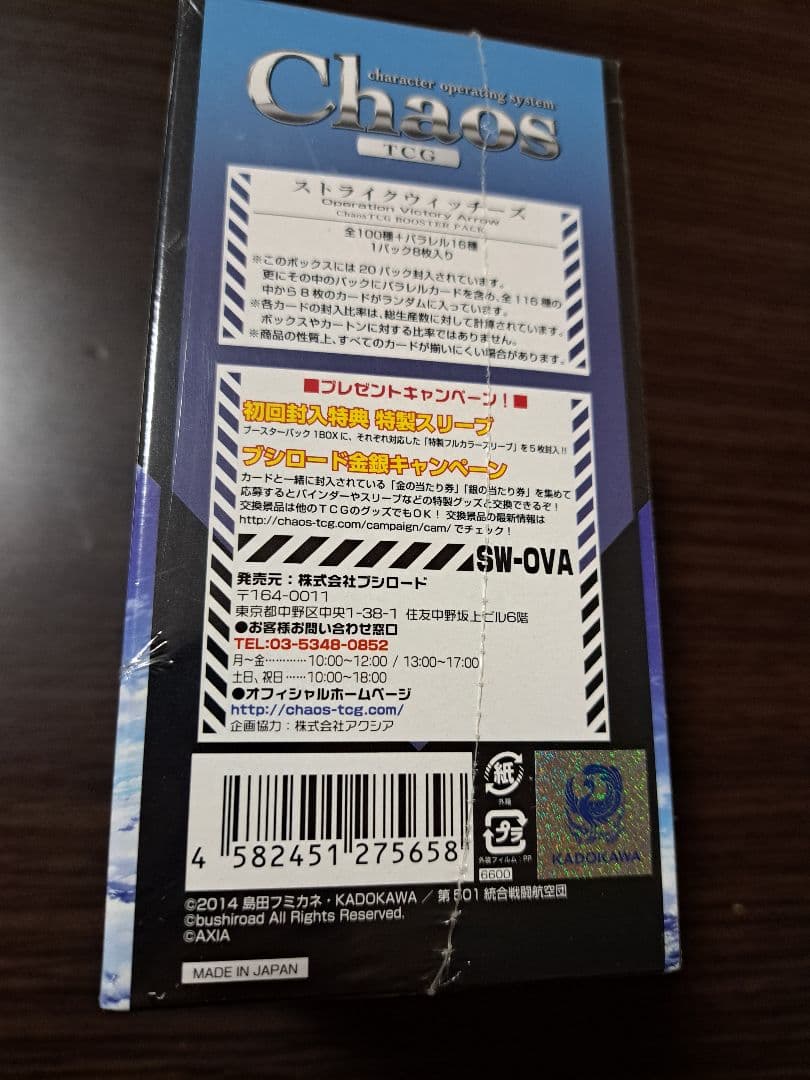 character operating system
Chaos
TCG
ストライクウィッチーズ
Operation Victory Arrow
ChaosTCG BOOSTER PACK
全100種＋パラレル16種
1パック8枚入り
※このボックスには20パック封入されています。
更にその中のパックにパラレルカードを含め、全116種の
中から8枚のカードがランダムに入っています。
※各カードの封入比率は、総生産数に対して計算されています。
ボックスやカートンに対する比率ではありません。
※商品の性質上、すべてのカードが揃いにくい場合があります。
■プレゼントキャンペーン！■
初回封入特典 特製スリーブ
ブースターパック1BOXに、それぞれ対応した「特製フルカラースリーブ」を5枚封入!!
ブシロード金銀キャンペーン
カードと一緒に封入されている「金の当たり券」「銀の当たり券」を集めて
応募するとバインダーやスリーブなどの特製グッズと交換できるぞ！
交換景品は他のTCGのグッズでもOK！ 交換景品の最新情報は
http://chaos-tcg.com/campaign/cam/ でチェック！
SW-OVA
発売元：株式会社ブシロード
〒164-0011
東京都中野区中央1-38-1 住友中野坂上ビル6階
●お客様お問い合わせ窓口
TEL:03-5348-0852
月～金…………10:00~12:00 / 13:00~17:00
土日、祝日……10:00~18:00
●オフィシャルホームページ
http://chaos-tcg.com/
企画協力：株式会社アクシア
4 582451 275658
紙
外箱
プラ
外装フィルム：PP
6600
KADOKAWA
©2014 島田フミカネ・KADOKAWA ／ 第501統合戦闘航空団
©bushiroad All Rights Reserved.
©AXIA
MADE IN JAPAN